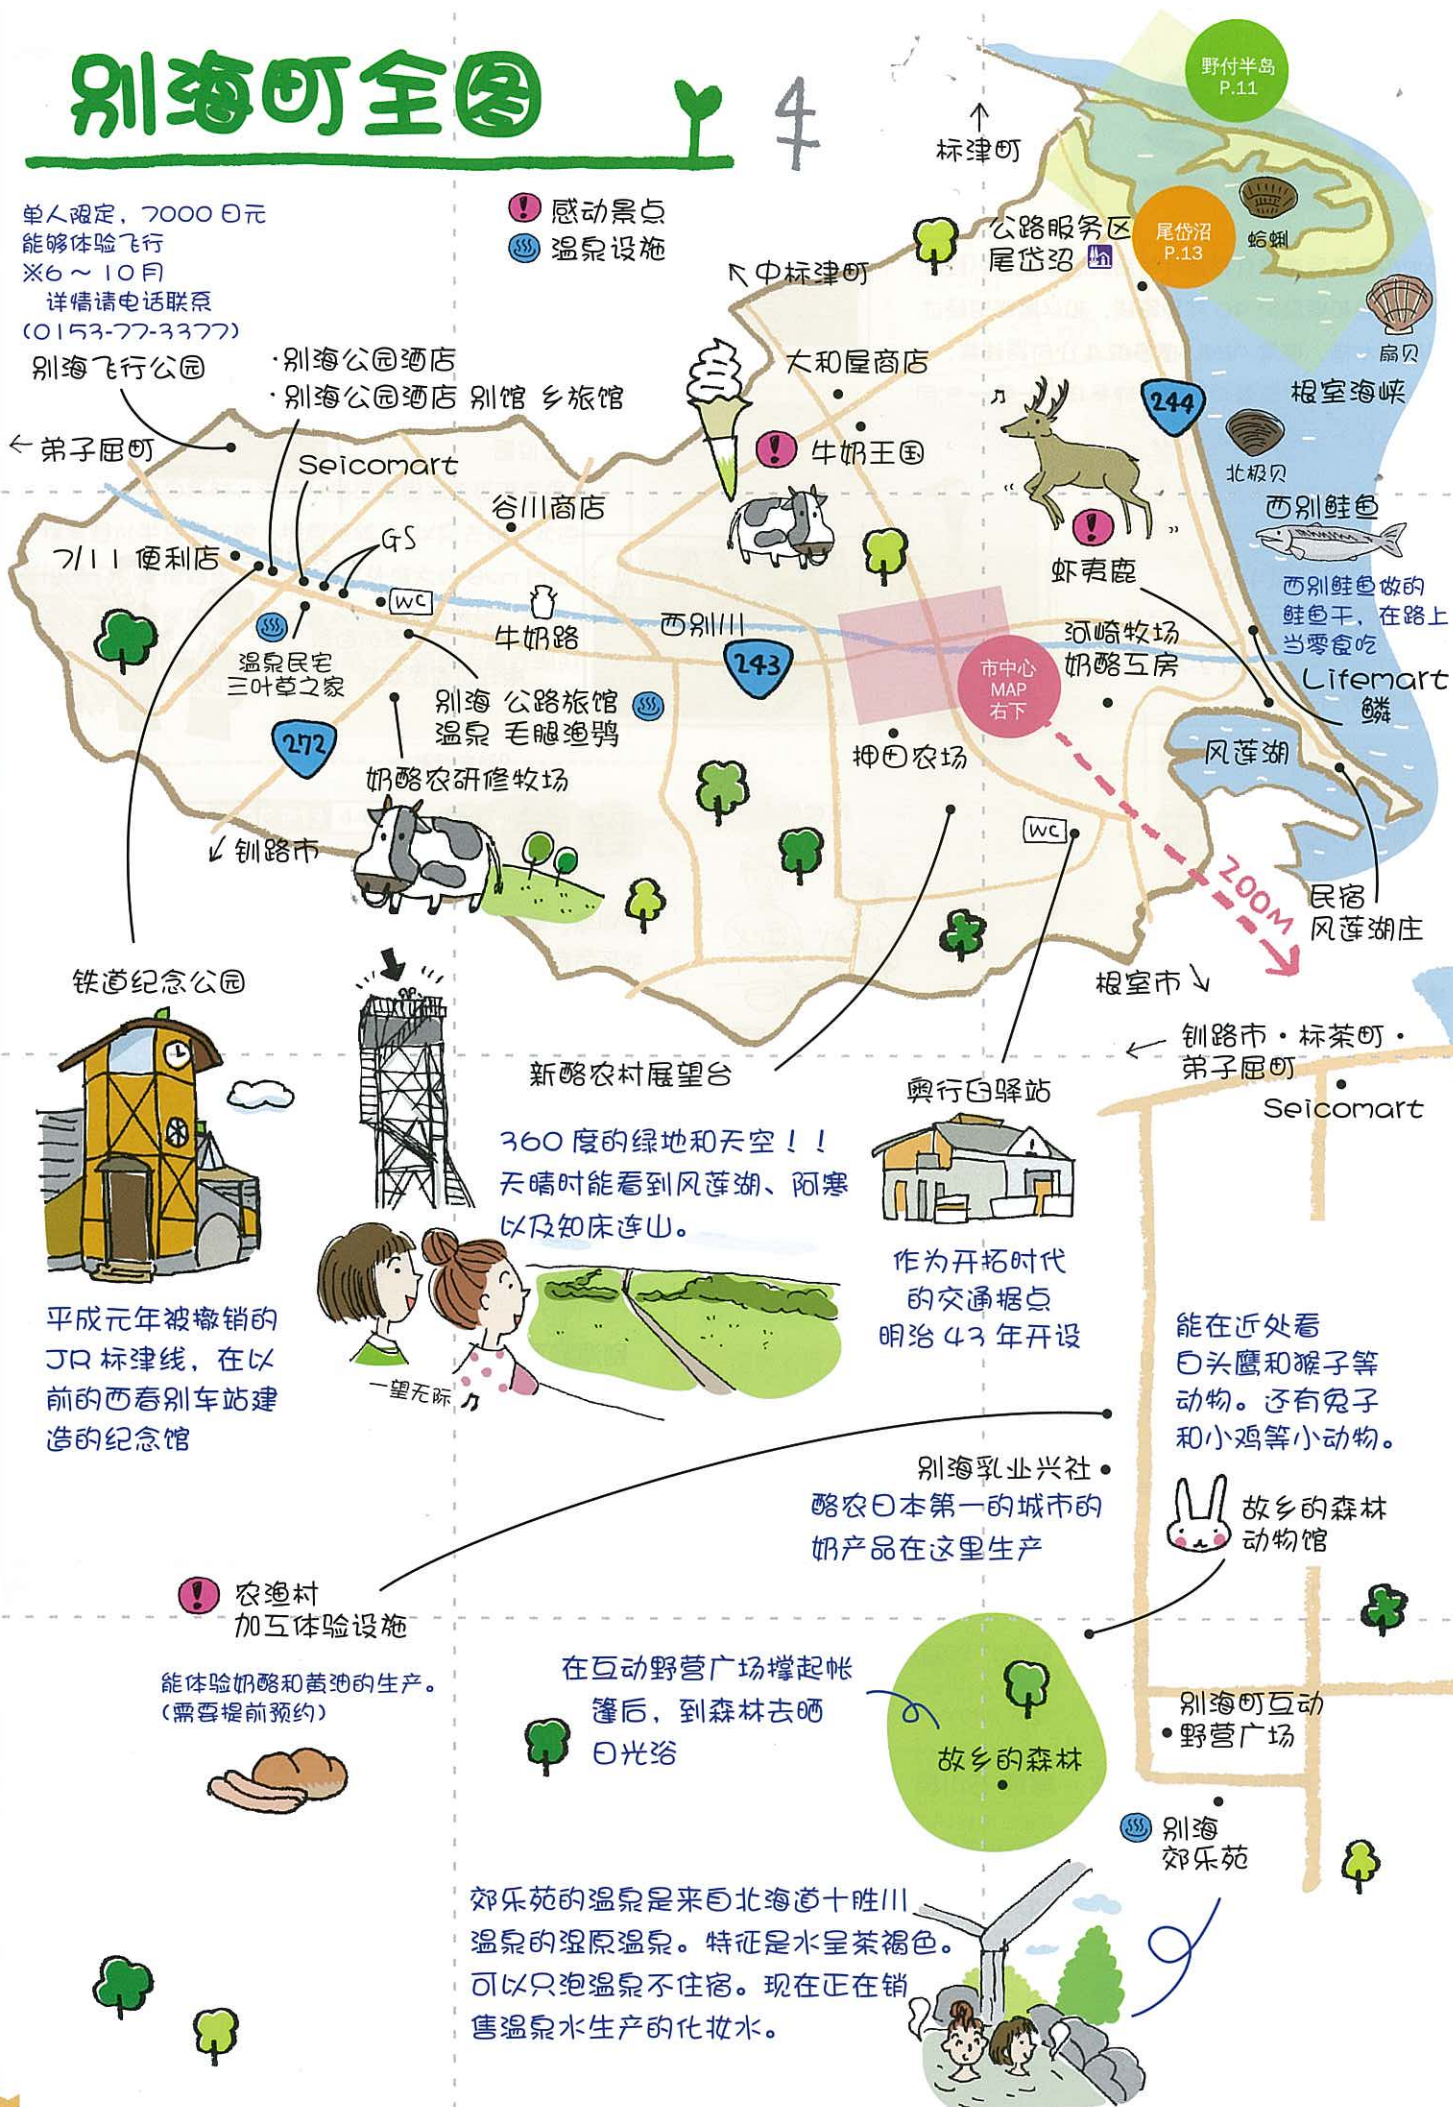 别海町全图
野付半岛
P.11
↑
标津町
单人限定，7000日元
能够体验飞行
※6～10月
详情请电话联系
(0153-77-3377)
感动景点
温泉设施
公路服务区
尾岱沼
尾岱沼
P.13
蛤蜊
↖中标津町
扇贝
别海飞行公园
·别海公园酒店
·别海公园酒店 别馆 乡旅馆
大和屋商店
244
根室海峡
←弟子屈町
Seicomart
牛奶王国
北极贝
谷川商店
西别鲑鱼
GS
7/11 便利店
虾夷鹿
西别鲑鱼做的
鲑鱼干，在路上
当零食吃
WC
牛奶路
西别川
243
河崎牧场
奶酪工房
温泉民宅
三叶草之家
市中心
MAP
右下
Lifemart
鳞
别海 公路旅馆
温泉 毛腿渔鸮
272
押田农场
风莲湖
奶酪农研修牧场
WC
↙钏路市
200M
民宿
风莲湖庄
铁道纪念公园
根室市↘
← 钏路市·标茶町·
弟子屈町
Seicomart
新酪农村展望台
奥行臼驿站
360度的绿地和天空！！
天晴时能看到风莲湖、阿寒
以及知床连山。
作为开拓时代
的交通据点
明治43年开设
平成元年被撤销的
JR标津线，在以
前的西春别车站建
造的纪念馆
一望无际♫
能在近处看
白头鹰和猴子等
动物。还有兔子
和小鸡等小动物。
别海乳业兴社
酪农日本第一的城市的
奶产品在这里生产
故乡的森林
动物馆
农渔村
加工体验设施
能体验奶酪和黄油的生产。
(需要提前预约)
在互动野营广场撑起帐
篷后，到森林去晒
日光浴
故乡的森林
别海町互动
野营广场
别海
郊乐苑
郊乐苑的温泉是来自北海道十胜川
温泉的湿原温泉。特征是水呈茶褐色。
可以只泡温泉不住宿。现在正在销
售温泉水生产的化妆水。